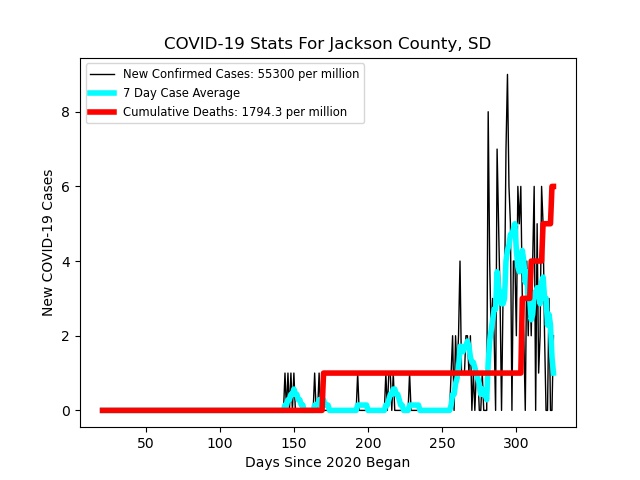 COVID-19 Stats For Jackson County, SD
New Confirmed Cases: 55300 per million
7 Day Case Average
Cumulative Deaths: 1794.3 per million
New COVID-19 Cases
8
6
4
2
0
50 100 150 200 250 300
Days Since 2020 Began